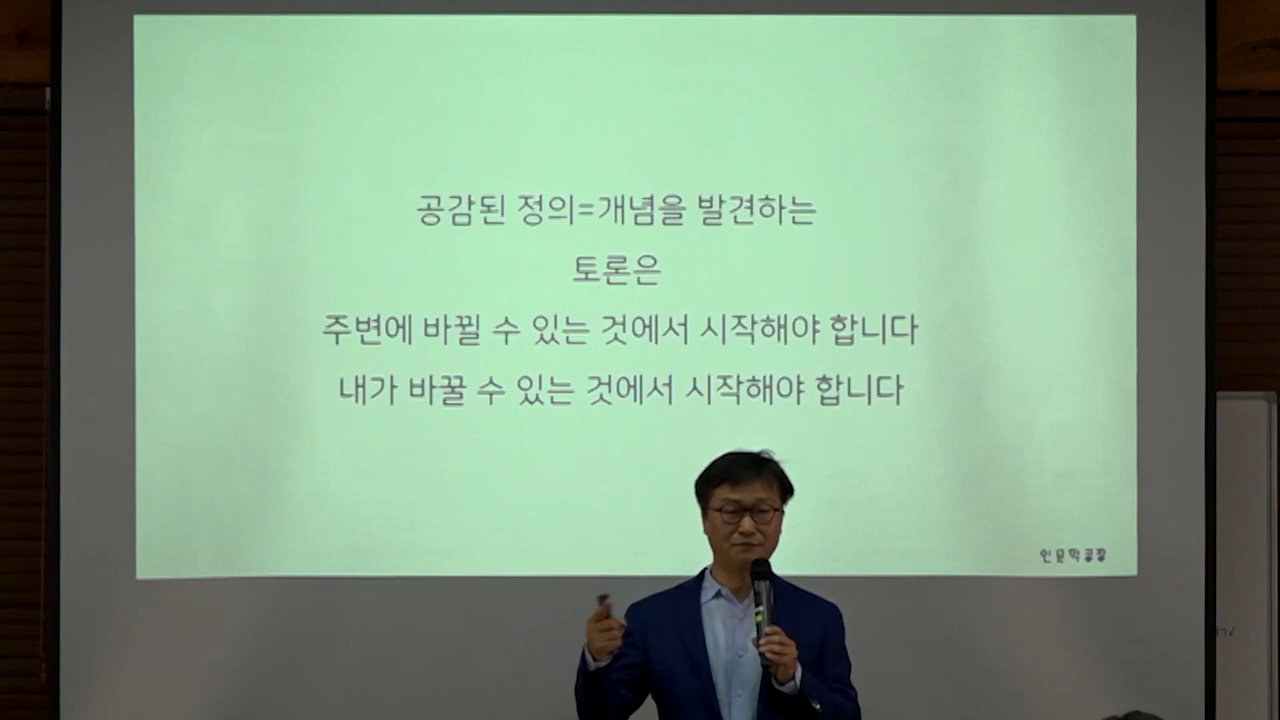 공감된 정의=개념을 발견하는
토론은
주변에 바뀔 수 있는 것에서 시작해야 합니다
내가 바꿀 수 있는 것에서 시작해야 합니다
인문학공장